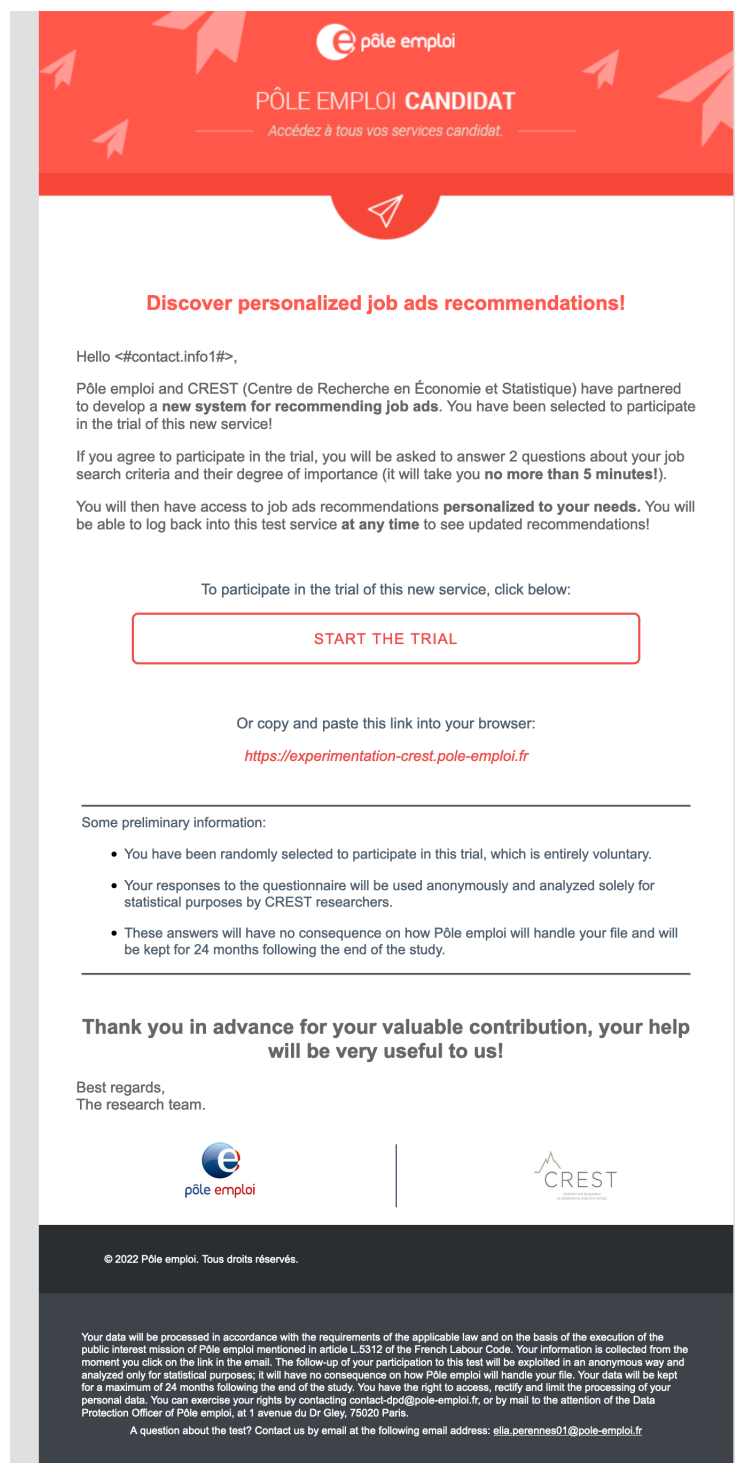 pôle emploi
PÔLE EMPLOI CANDIDAT
Accédez à tous vos services candidat.
Discover personalized job ads recommendations!
Hello <#contact.info1#>,
Pôle emploi and CREST (Centre de Recherche en Économie et Statistique) have partnered
to develop a new system for recommending job ads. You have been selected to participate
in the trial of this new service!
If you agree to participate in the trial, you will be asked to answer 2 questions about your job
search criteria and their degree of importance (it will take you no more than 5 minutes!).
You will then have access to job ads recommendations personalized to your needs. You will
be able to log back into this test service at any time to see updated recommendations!
To participate in the trial of this new service, click below:
START THE TRIAL
Or copy and paste this link into your browser:
https://experimentation-crest.pole-emploi.fr
Some preliminary information:
• You have been randomly selected to participate in this trial, which is entirely voluntary.
• Your responses to the questionnaire will be used anonymously and analyzed solely for
statistical purposes by CREST researchers.
• These answers will have no consequence on how Pôle emploi will handle your file and will
be kept for 24 months following the end of the study.
Thank you in advance for your valuable contribution, your help
will be very useful to us!
Best regards,
The research team.
pôle emploi
CREST
CENTER FOR RESEARCH
IN ECONOMICS AND STATISTICS
© 2022 Pôle emploi. Tous droits réservés.
Your data will be processed in accordance with the requirements of the applicable law and on the basis of the execution of the
public interest mission of Pôle emploi mentioned in article L.5312 of the French Labour Code. Your information is collected from the
moment you click on the link in the email. The follow-up of your participation to this test will be exploited in an anonymous way and
analyzed only for statistical purposes; it will have no consequence on how Pôle emploi will handle your file. Your data will be kept
for a maximum of 24 months following the end of the study. You have the right to access, rectify and limit the processing of your
personal data. You can exercise your rights by contacting contact-dpd@pole-emploi.fr, or by mail to the attention of the Data
Protection Officer of Pôle emploi, at 1 avenue du Dr Gley, 75020 Paris.
A question about the test? Contact us by email at the following email address: elia.perennes01@pole-emploi.fr